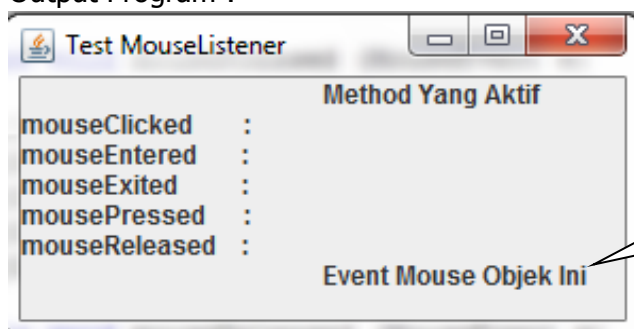 Output Program :
Test MouseListener
Method Yang Aktif
mouseClicked :
mouseEntered :
mouseExited :
mousePressed :
mouseReleased :
Event Mouse Objek Ini